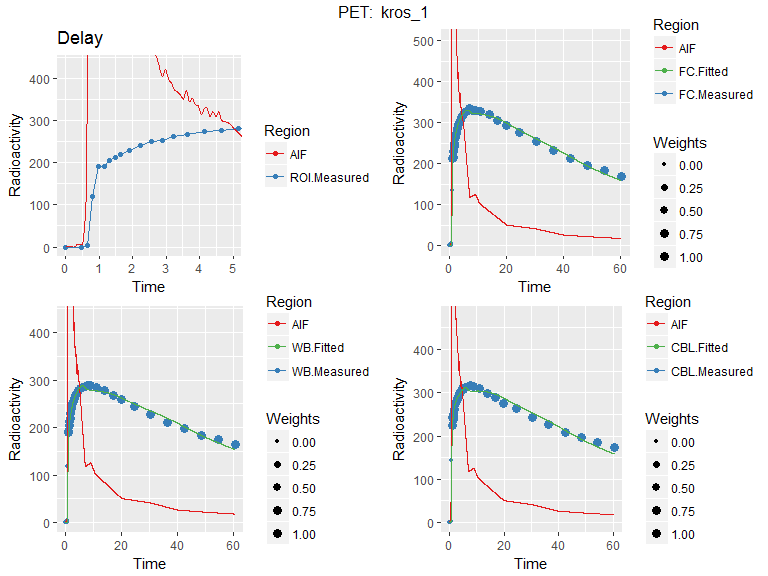 PET: kros_1
Delay
Radioactivity
400
300
200
100
0
0 1 2 3 4 5
Time
Region
AIF
ROI.Measured
Radioactivity
500
400
300
200
100
0
0 20 40 60
Time
Region
AIF
FC.Fitted
FC.Measured
Weights
0.00
0.25
0.50
0.75
1.00
Radioactivity
400
300
200
100
0
0 20 40 60
Time
Region
AIF
WB.Fitted
WB.Measured
Weights
0.00
0.25
0.50
0.75
1.00
Radioactivity
400
300
200
100
0
0 20 40 60
Time
Region
AIF
CBL.Fitted
CBL.Measured
Weights
0.00
0.25
0.50
0.75
1.00